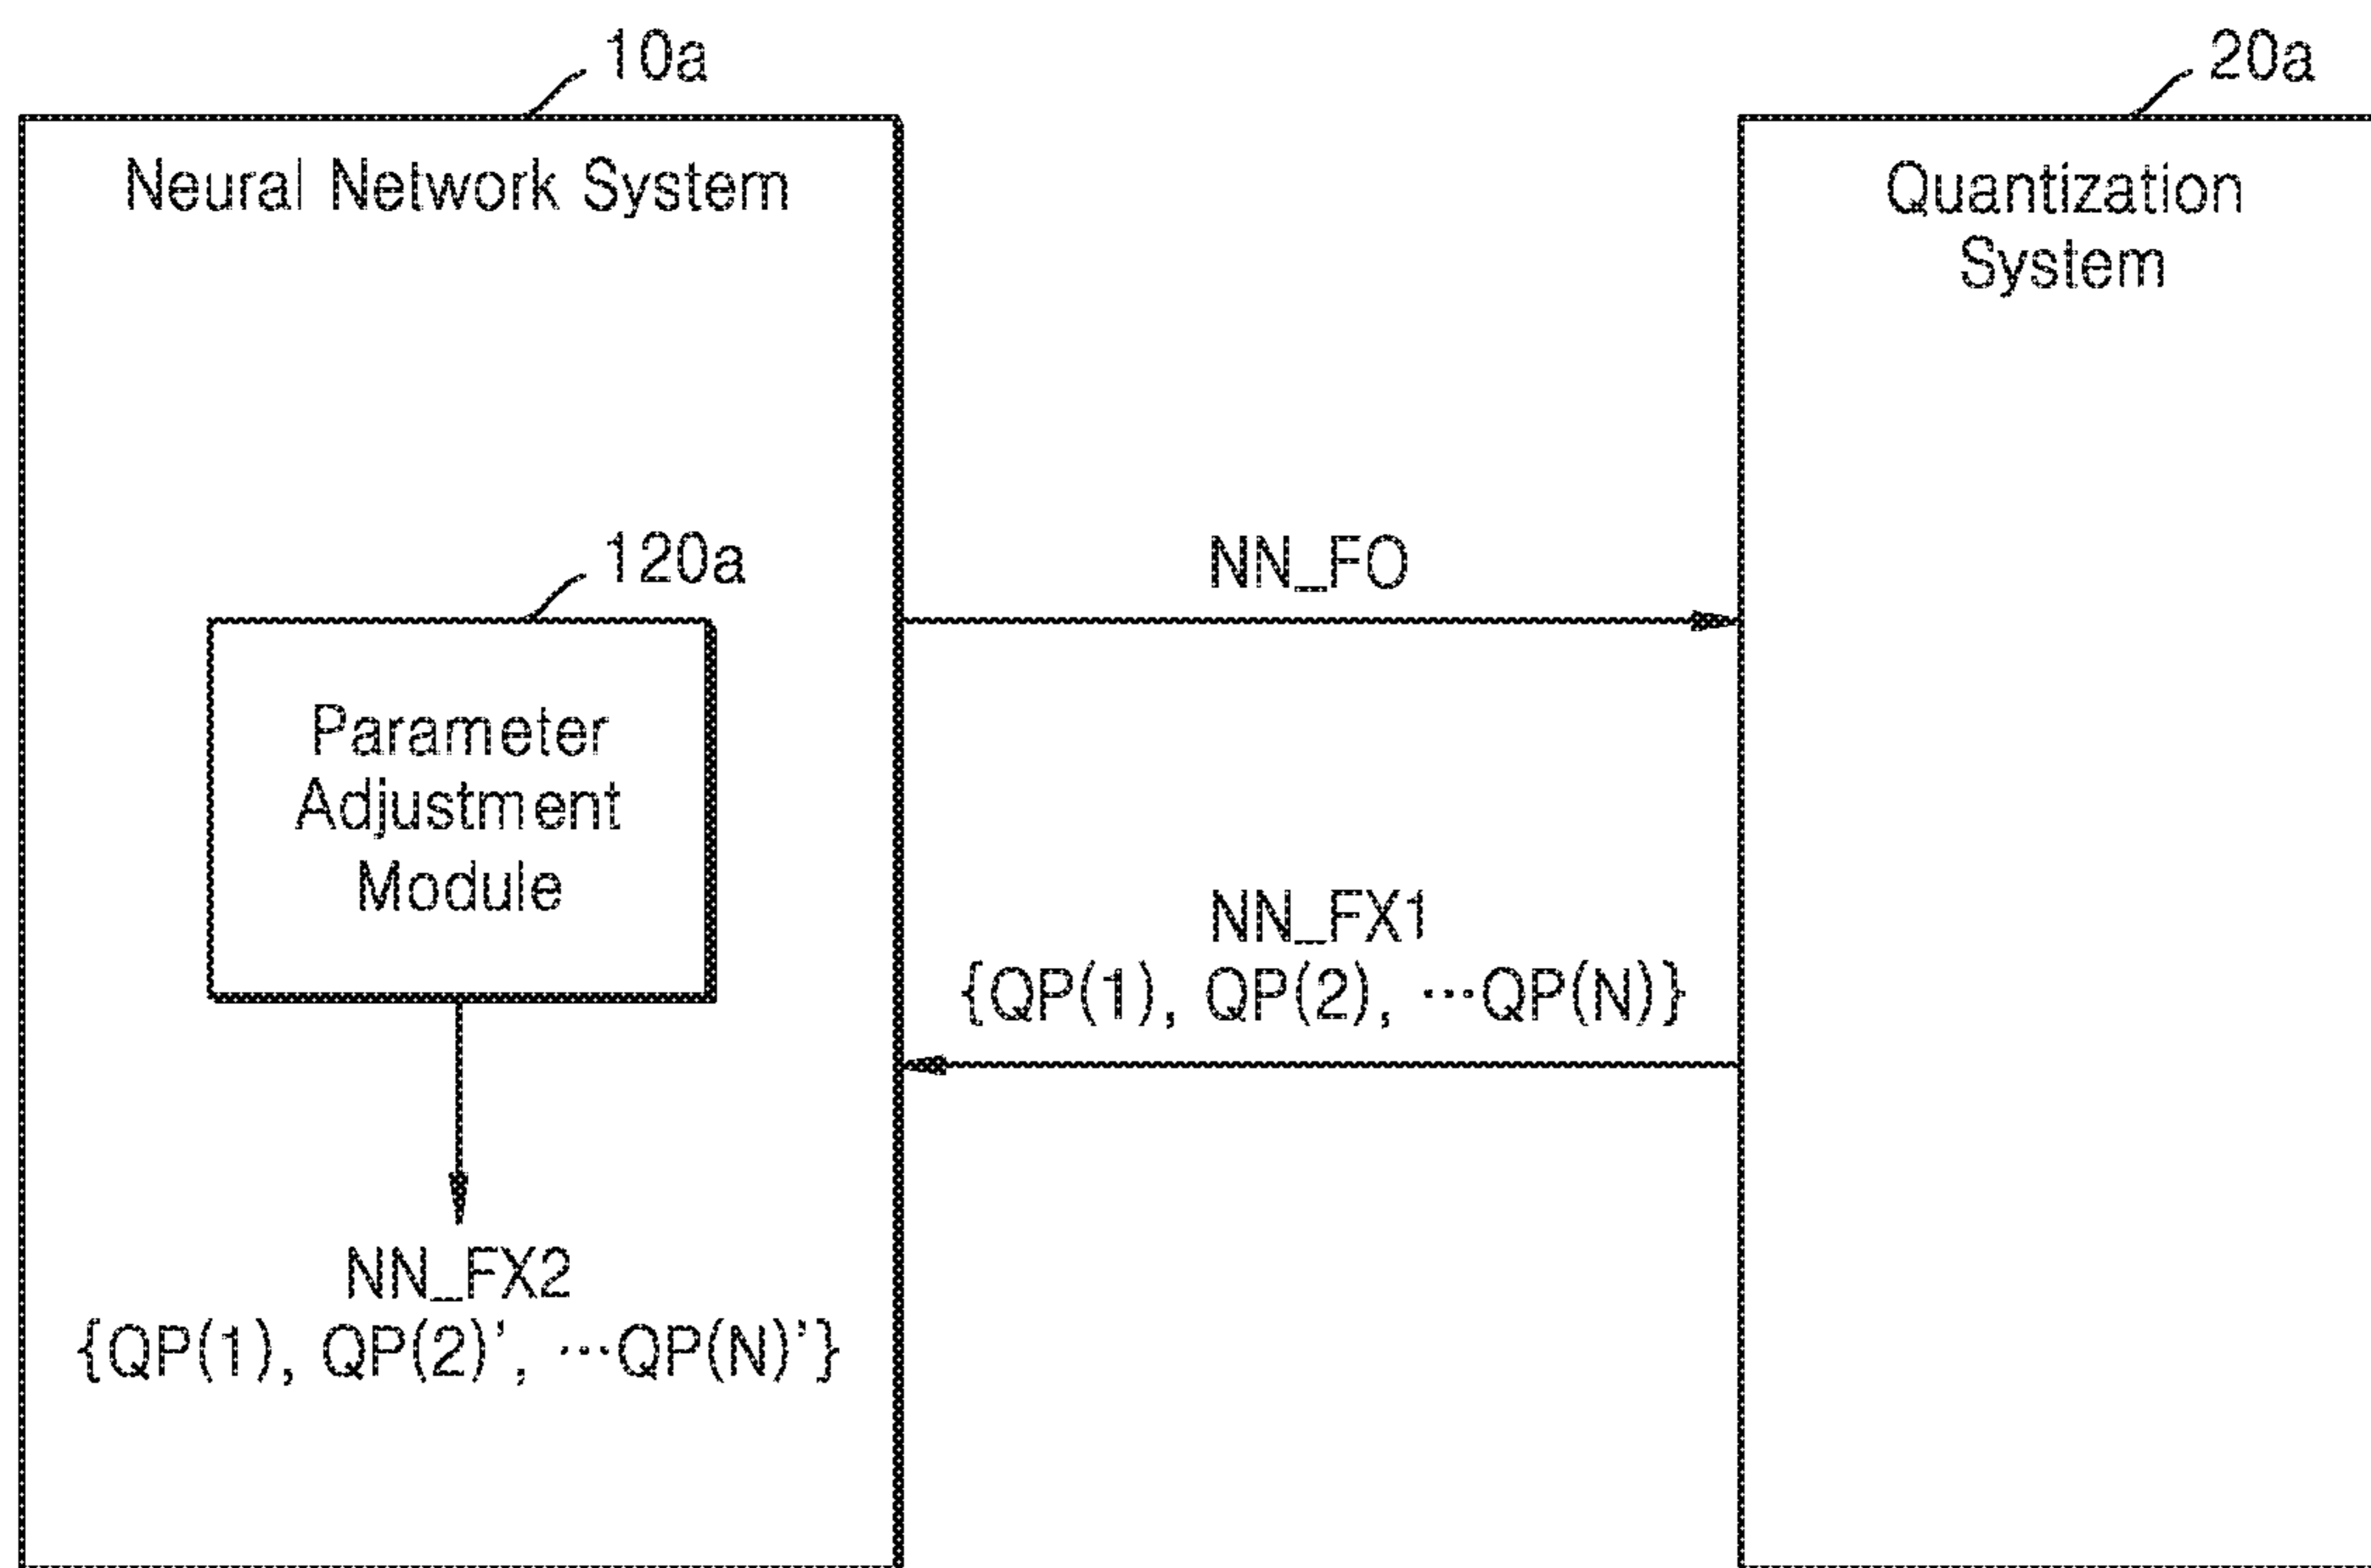 10a
20a
Neural Network System
Quantization
System
120a
NN_FO
Parameter
Adjustment
Module
NN_FX1
{QP(1), QP(2), ···QP(N)}
NN_FX2
{QP(1), QP(2)', ···QP(N)'}